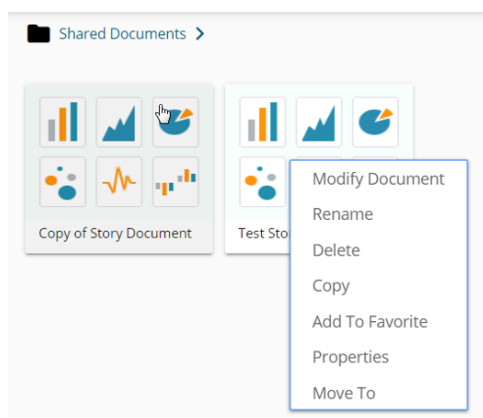 Shared Documents
Copy of Story Document
Test Sto
Modify Document
Rename
Delete
Copy
Add To Favorite
Properties
Move To